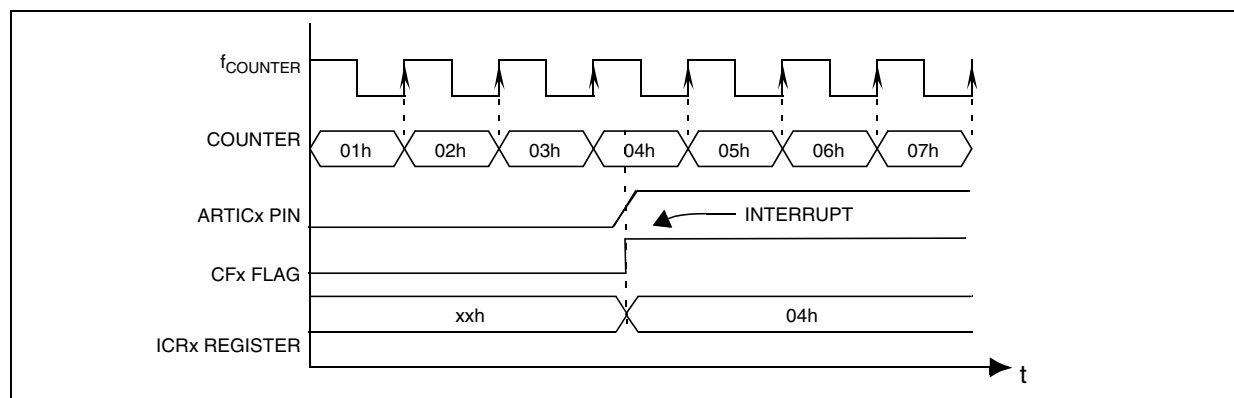 fCOUNTER
COUNTER
01h 02h 03h 04h 05h 06h 07h
ARTICx PIN
INTERRUPT
CFx FLAG
xxh 04h
ICRx REGISTER
t